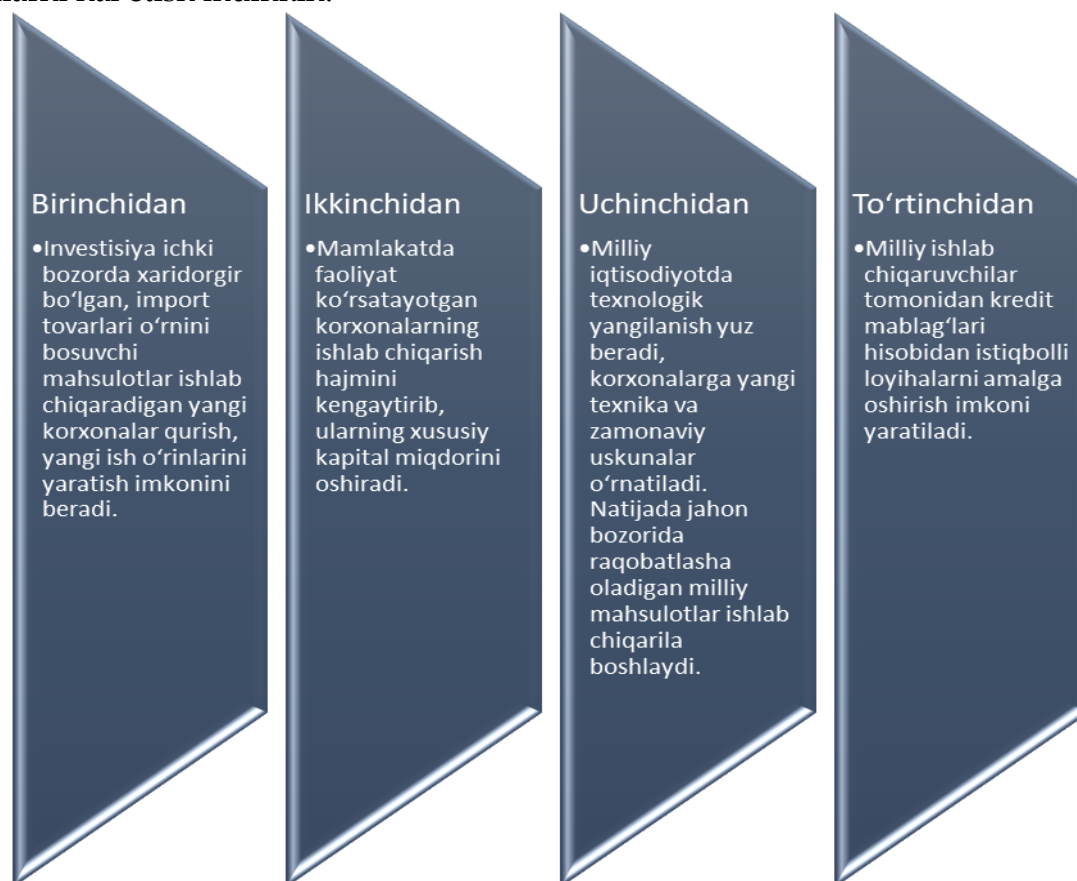 Birinchidan
•Investisiya ichki
bozorda xaridorgir
bo‘lgan, import
tovarlari o‘rnini
bosuvchi
mahsulotlar ishlab
chiqaradigan yangi
korxonalar qurish,
yangi ish o‘rinlarini
yaratish imkonini
beradi.
Ikkinchidan
•Mamlakatda
faoliyat
ko‘rsatayotgan
korxonalarning
ishlab chiqarish
hajmini
kengaytirib,
ularning xususiy
kapital miqdorini
oshiradi.
Uchinchidan
•Milliy
iqtisodiyotda
texnologik
yangilanish yuz
beradi,
korxonalarga yangi
texnika va
zamonaviy
uskunalar
o‘rnatiladi.
Natijada jahon
bozorida
raqobatlasha
oladigan milliy
mahsulotlar ishlab
chiqarila
boshlaydi.
To‘rtinchidan
•Milliy ishlab
chiqaruvchilar
tomonidan kredit
mablag‘lari
hisobidan istiqbolli
loyihalarni amalga
oshirish imkoni
yaratiladi.